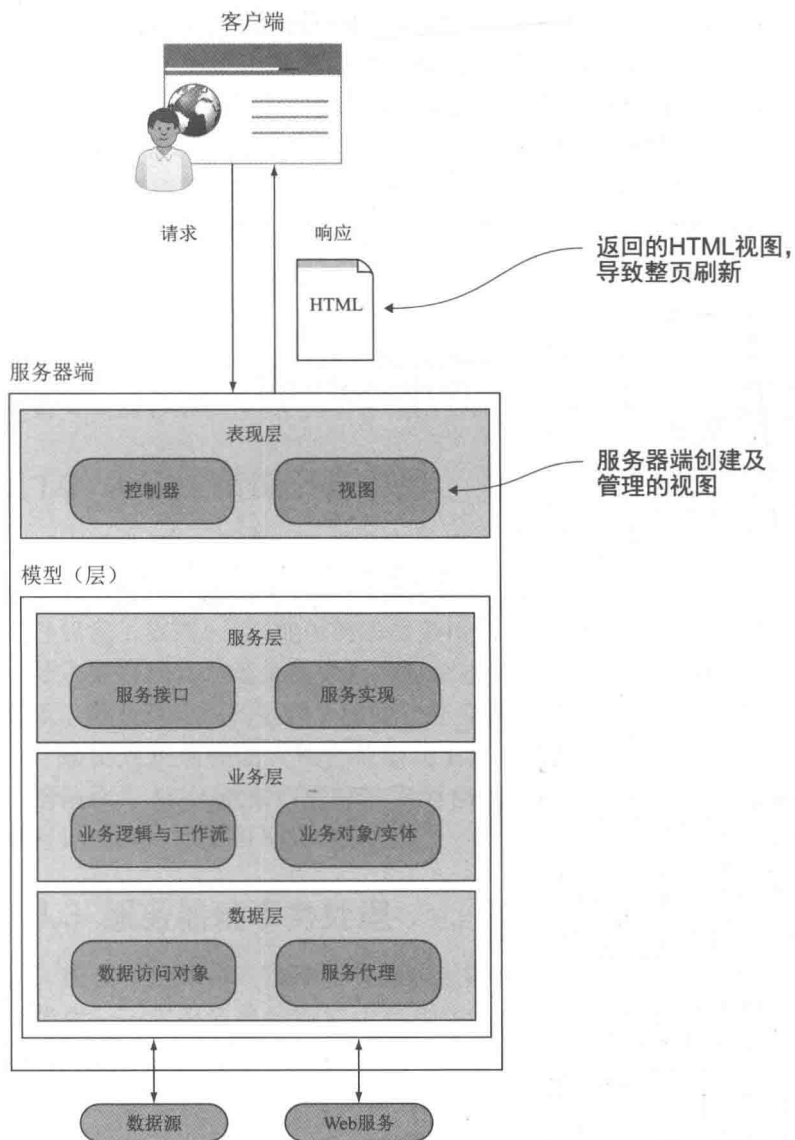 客户端
请求
响应
返回的HTML视图,
导致整页刷新
HTML
服务器端
表现层
控制器
视图
服务器端创建及
管理的视图
模型（层）
服务层
服务接口
服务实现
业务层
业务逻辑与工作流
业务对象/实体
数据层
数据访问对象
服务代理
数据源
Web服务